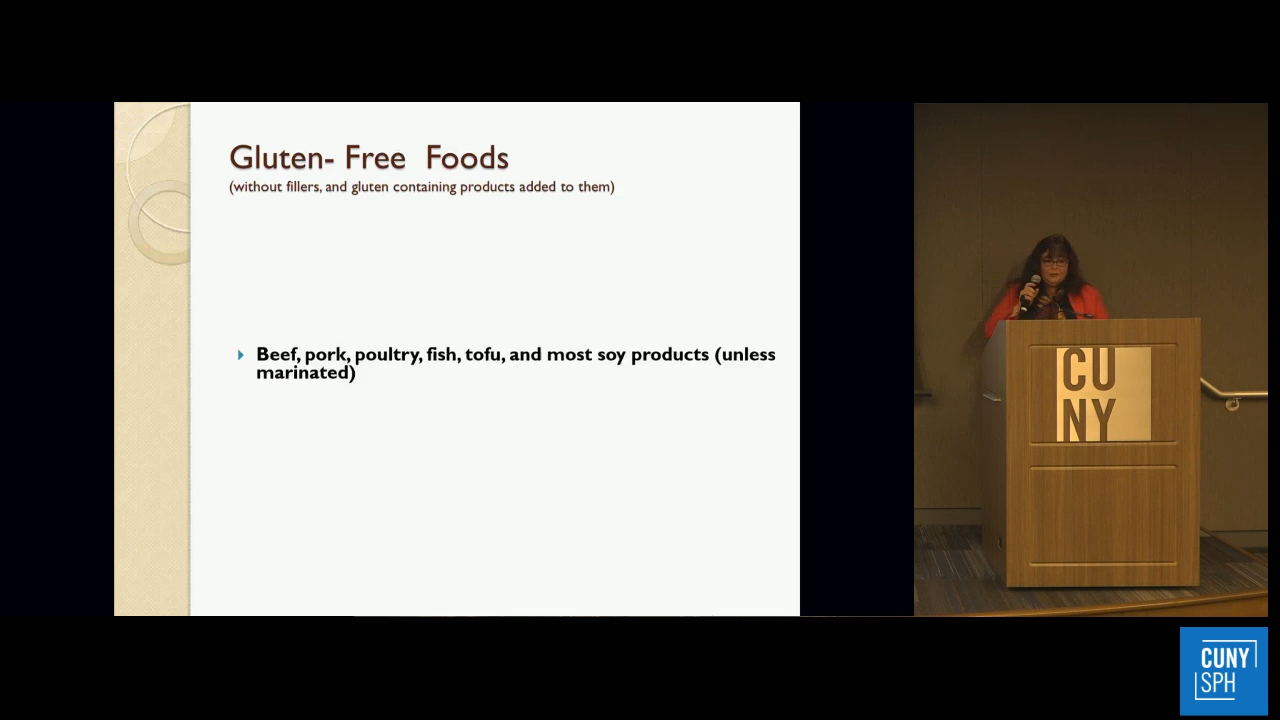 Gluten- Free Foods
(without fillers, and gluten containing products added to them)
Beef, pork, poultry, fish, tofu, and most soy products (unless
marinated)
CU
NY
CUNY
SPH